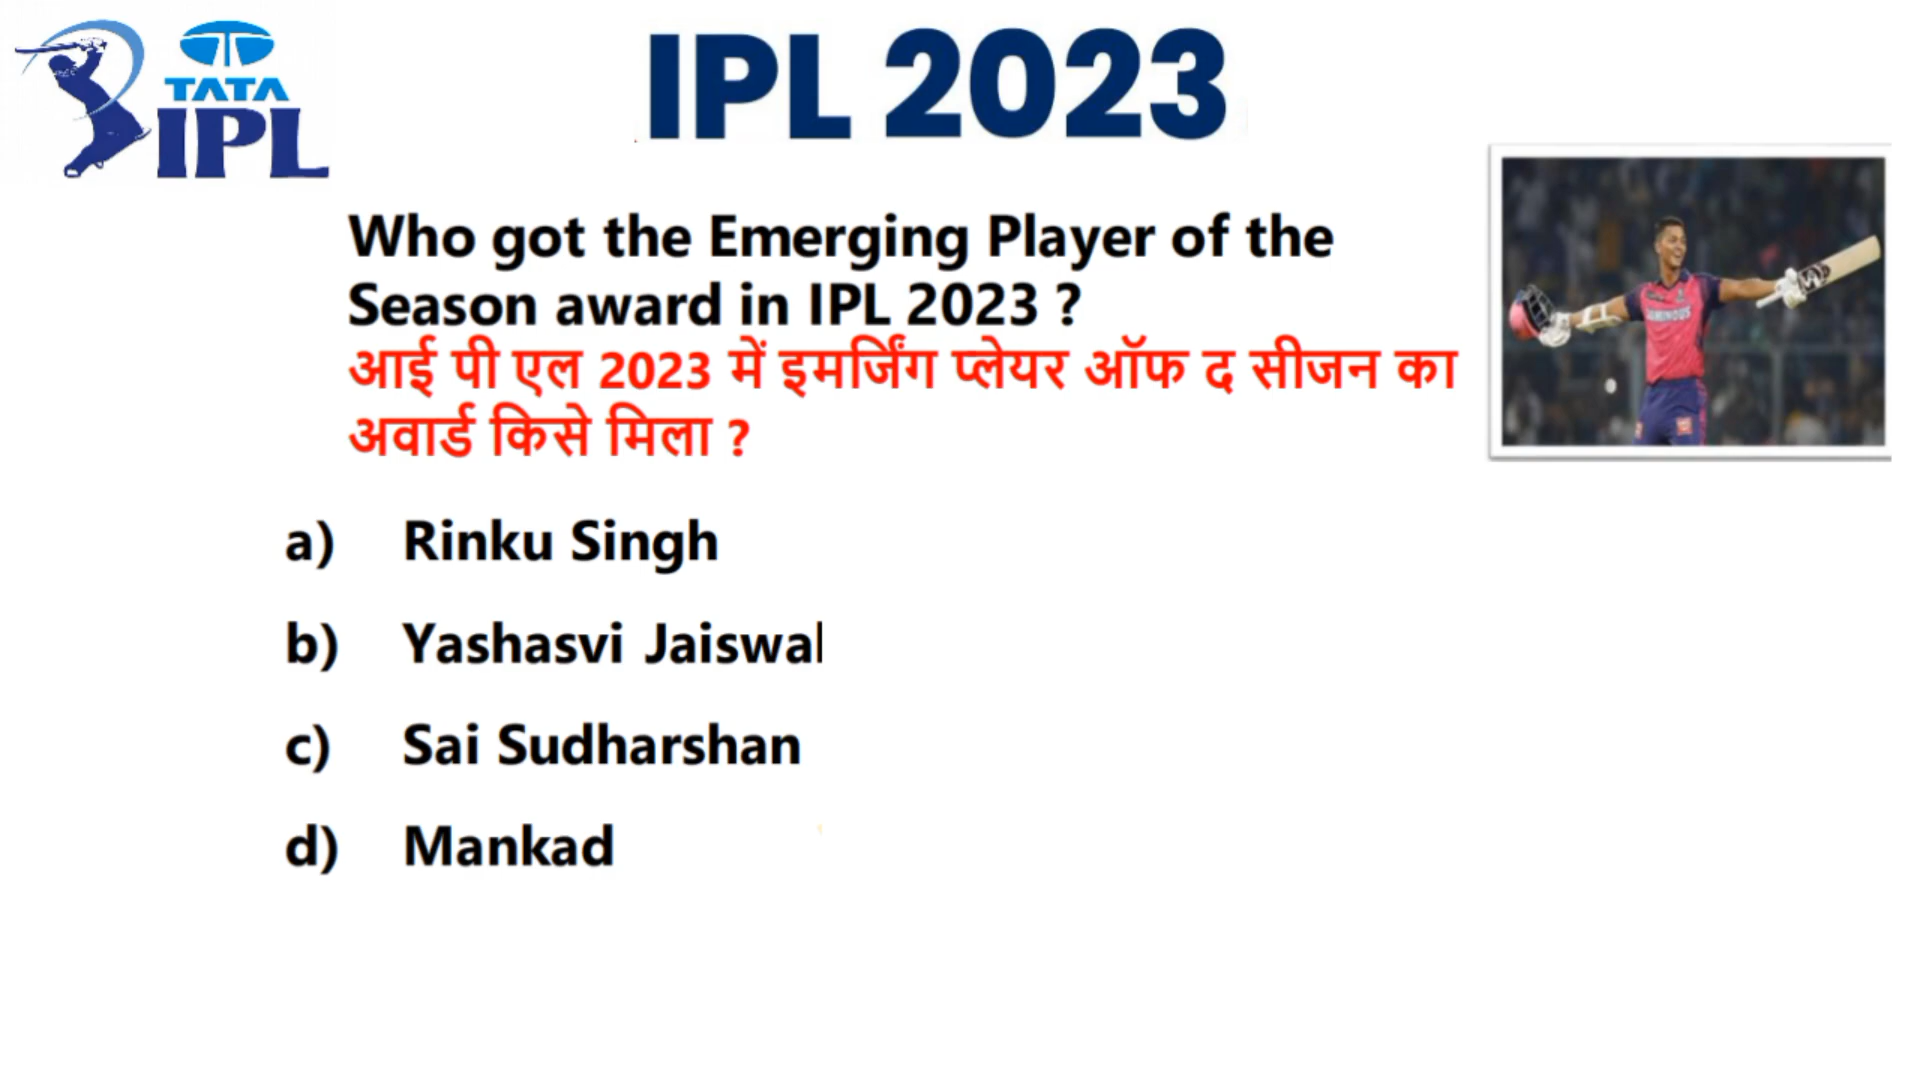 TATA
IPL
IPL 2023
Who got the Emerging Player of the
Season award in IPL 2023 ?
आई पी एल 2023 में इमर्जिंग प्लेयर ऑफ द सीजन का
अवार्ड किसे मिला ?
a) Rinku Singh
b) Yashasvi Jaiswal
c) Sai Sudharshan
d) Mankad
LUMINOUS